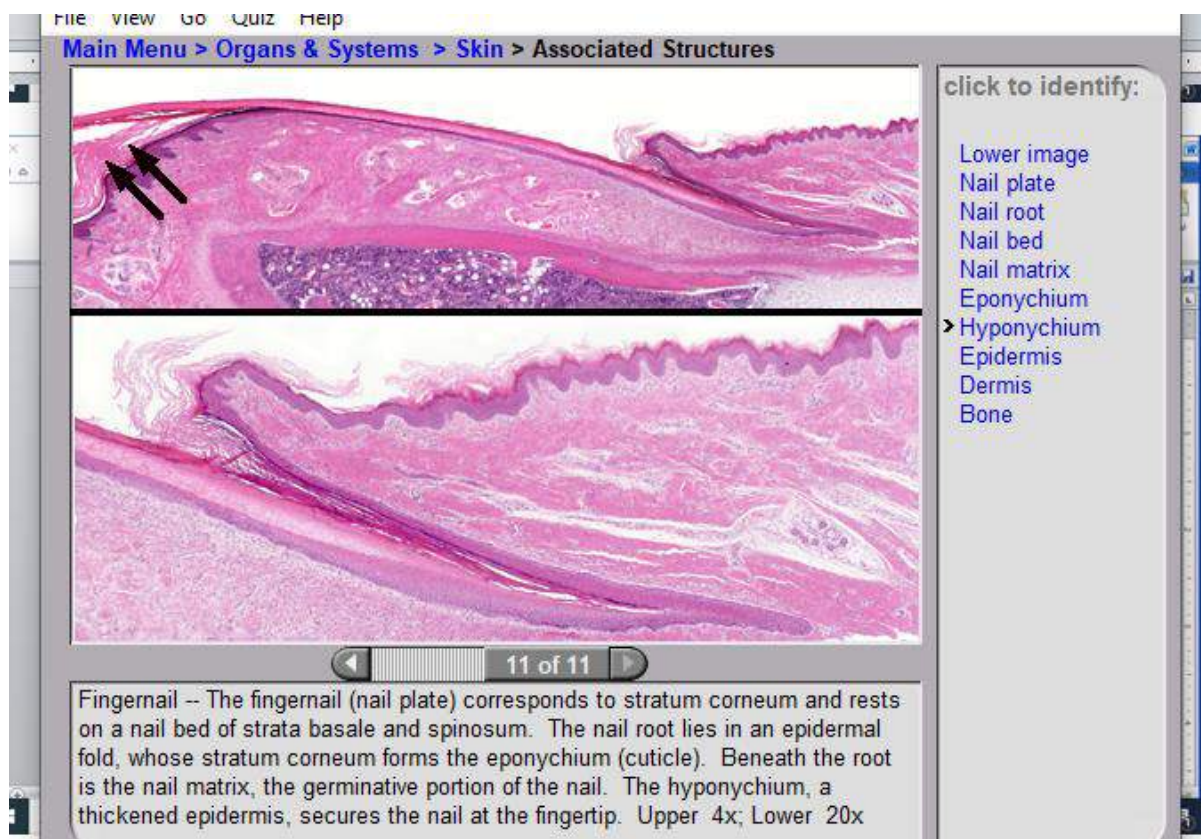 File View Go Quiz Help
Main Menu > Organs & Systems > Skin > Associated Structures
click to identify:
Lower image
Nail plate
Nail root
Nail bed
Nail matrix
Eponychium
Hyponychium
Epidermis
Dermis
Bone
11 of 11
Fingernail -- The fingernail (nail plate) corresponds to stratum corneum and rests
on a nail bed of strata basale and spinosum. The nail root lies in an epidermal
fold, whose stratum corneum forms the eponychium (cuticle). Beneath the root
is the nail matrix, the germinative portion of the nail. The hyponychium, a
thickened epidermis, secures the nail at the fingertip. Upper 4x; Lower 20x